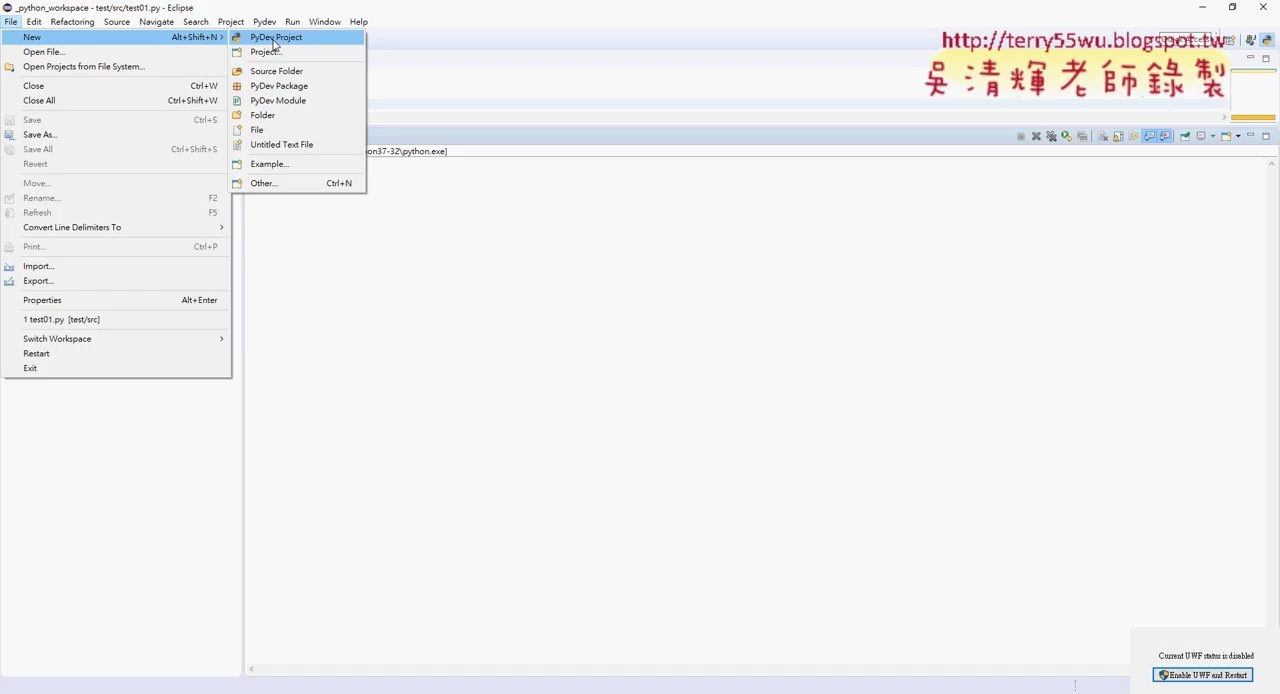 _python_workspace - test/src/test01.py - Eclipse
File Edit Refactoring Source Navigate Search Project Pydev Run Window Help
New Alt+Shift+N
Open File...
Open Projects from File System...
Close Ctrl+W
Close All Ctrl+Shift+W
Save Ctrl+S
Save As...
Save All Ctrl+Shift+S
Revert
Move...
Rename... F2
Refresh F5
Convert Line Delimiters To
Print... Ctrl+P
Import...
Export...
Properties Alt+Enter
1 test01.py [test/src]
Switch Workspace
Restart
Exit
PyDev Project
Project...
Source Folder
PyDev Package
PyDev Module
Folder
File
Untitled Text File
Example...
Other... Ctrl+N
http://terry55wu.blogspot.tw
吳清輝老師錄製
on37-32\python.exe]
Current UWF status is disabled
Enable UWF and Restart